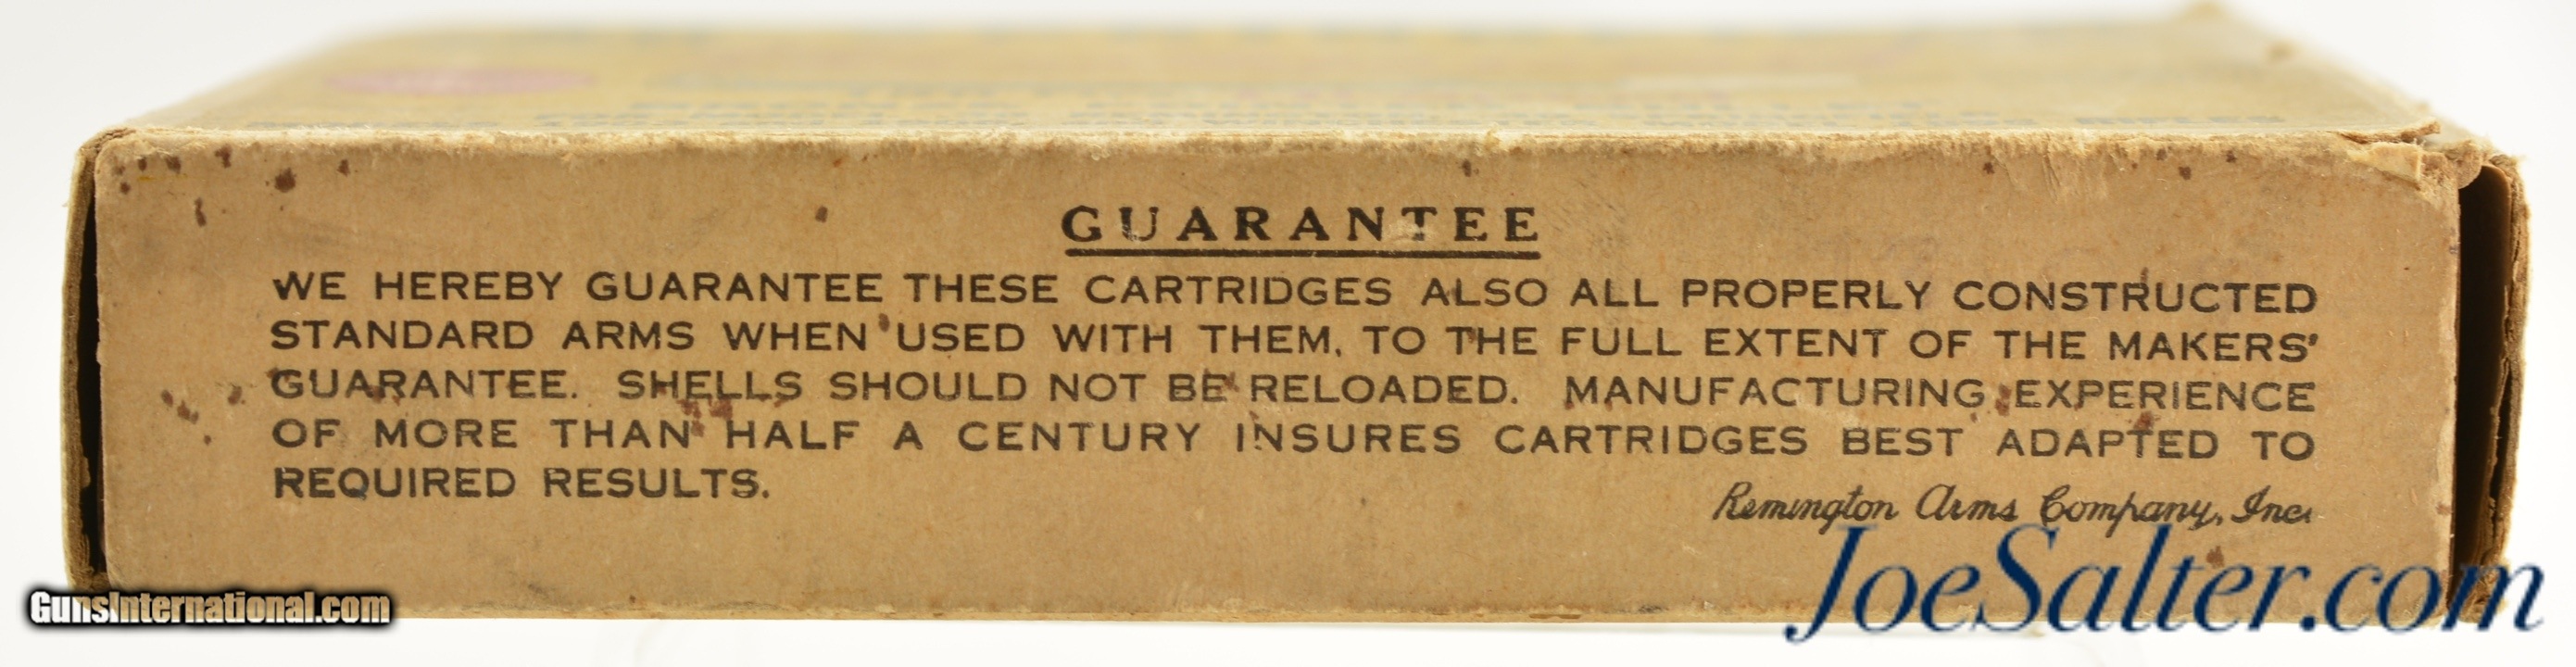 GUARANTEE
WE HEREBY GUARANTEE THESE CARTRIDGES ALSO ALL PROPERLY CONSTRUCTED
STANDARD ARMS WHEN USED WITH THEM, TO THE FULL EXTENT OF THE MAKERS'
GUARANTEE. SHELLS SHOULD NOT BE RELOADED. MANUFACTURING EXPERIENCE
OF MORE THAN HALF A CENTURY INSURES CARTRIDGES BEST ADAPTED TO
REQUIRED RESULTS.
Remington Arms Company, Inc.
JoeSalter.com
GunsInternational.com